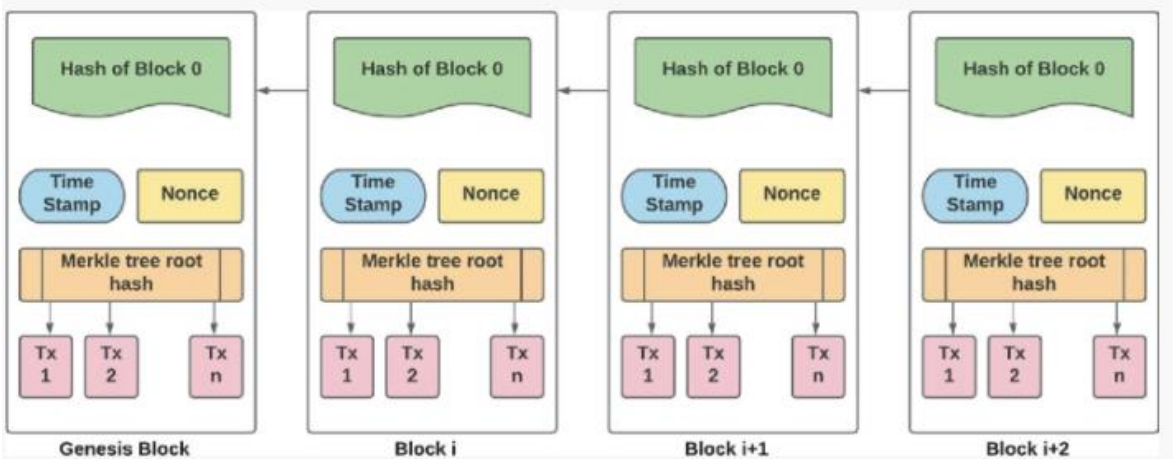 Hash of Block 0
Time
Stamp
Nonce
Merkle tree root
hash
Tx
1
Tx
2
Tx
n
Genesis Block
Hash of Block 0
Time
Stamp
Nonce
Merkle tree root
hash
Tx
1
Tx
2
Tx
n
Block i
Hash of Block 0
Time
Stamp
Nonce
Merkle tree root
hash
Tx
1
Tx
2
Tx
n
Block i+1
Hash of Block 0
Time
Stamp
Nonce
Merkle tree root
hash
Tx
1
Tx
2
Tx
n
Block i+2